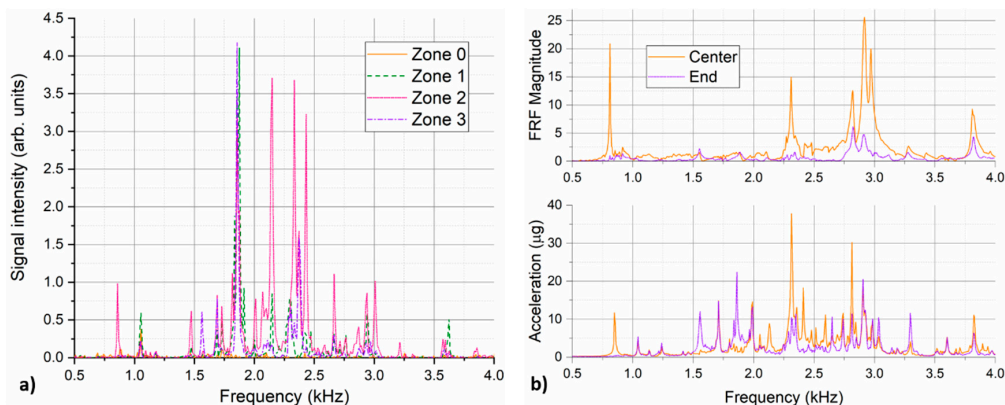 4.5
4.0
3.5
3.0
2.5
2.0
1.5
1.0
0.5
0.0
Signal intensity (arb. units)
Zone 0
Zone 1
Zone 2
Zone 3
0.5 1.0 1.5 2.0 2.5 3.0 3.5 4.0
Frequency (kHz)
a)
b)
25
20
15
10
5
0
FRF Magnitude
Center
End
0.5 1.0 1.5 2.0 2.5 3.0 3.5 4.0
40
30
20
10
0
Acceleration (µg)
0.5 1.0 1.5 2.0 2.5 3.0 3.5 4.0
Frequency (kHz)